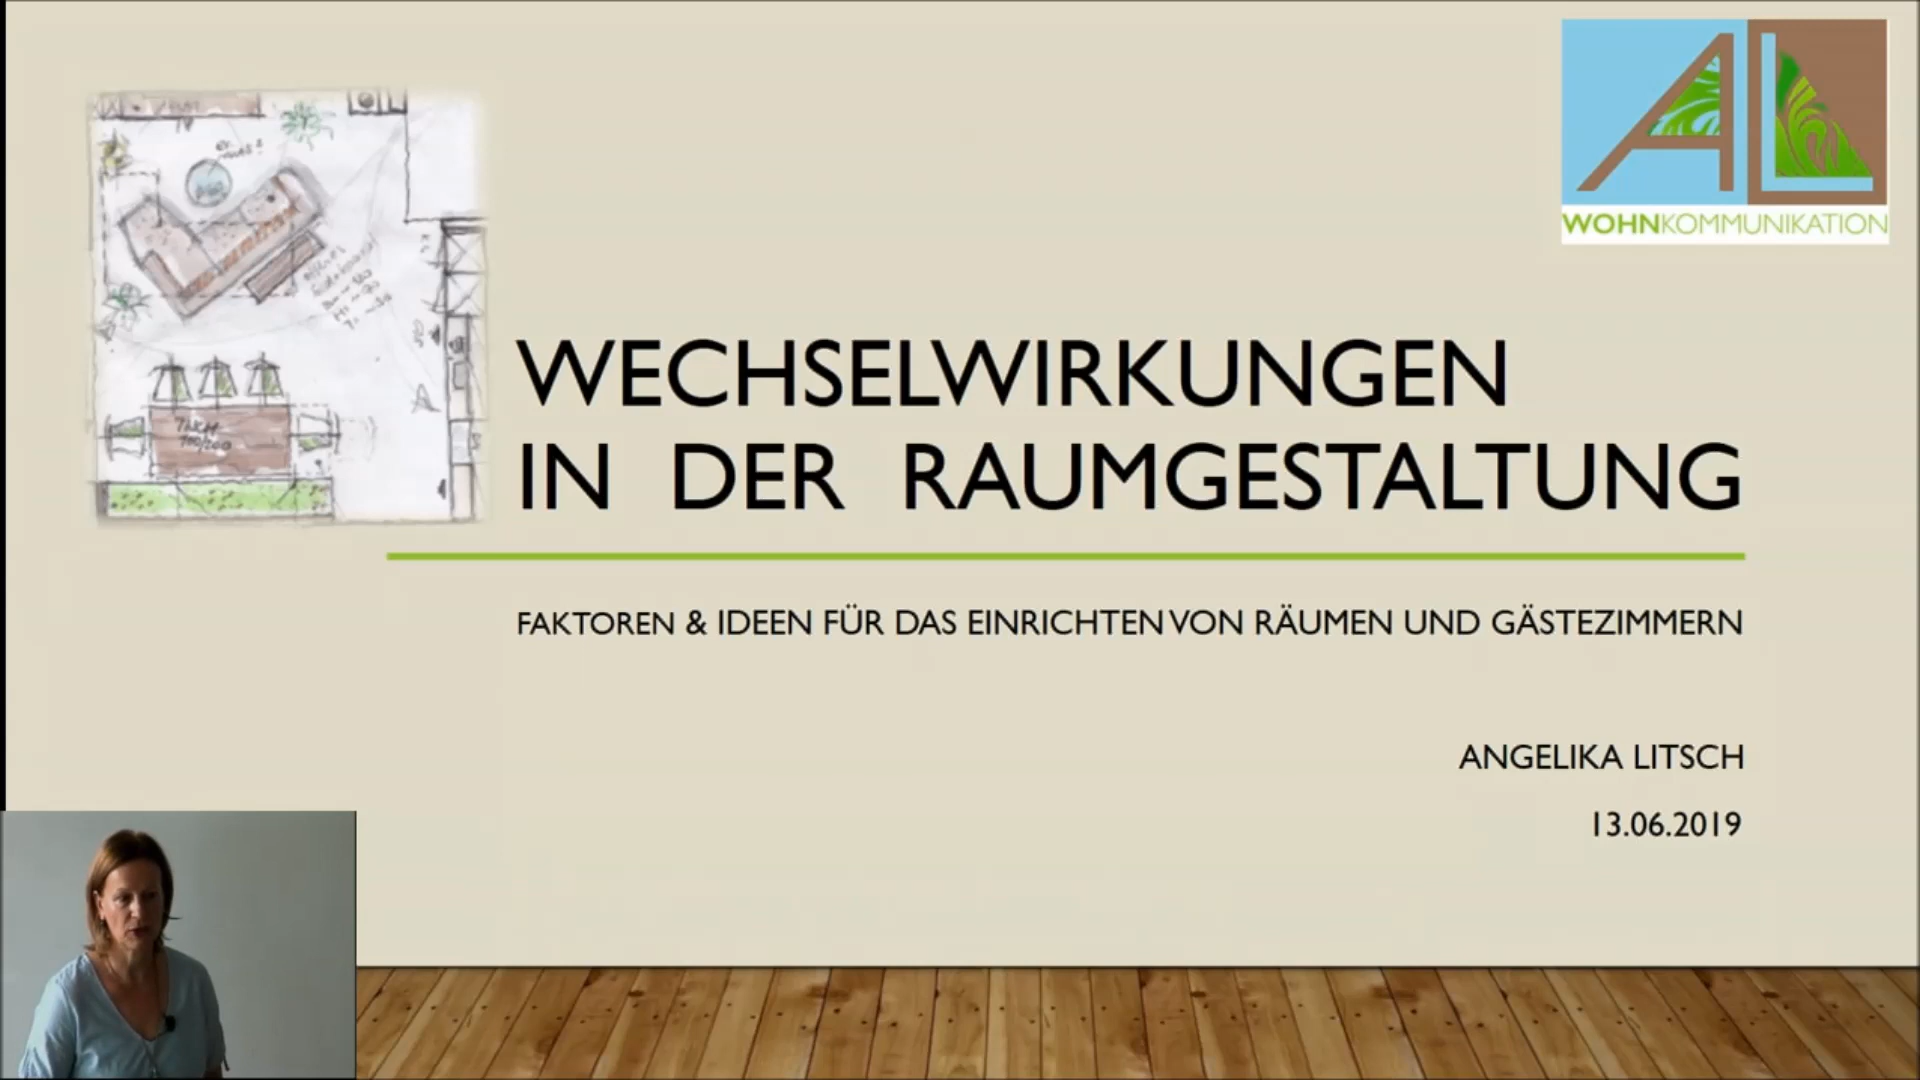 AL
WOHNKOMMUNIKATION
WECHSELWIRKUNGEN
IN DER RAUMGESTALTUNG
FAKTOREN & IDEEN FÜR DAS EINRICHTEN VON RÄUMEN UND GÄSTEZIMMERN
ANGELIKA LITSCH
13.06.2019